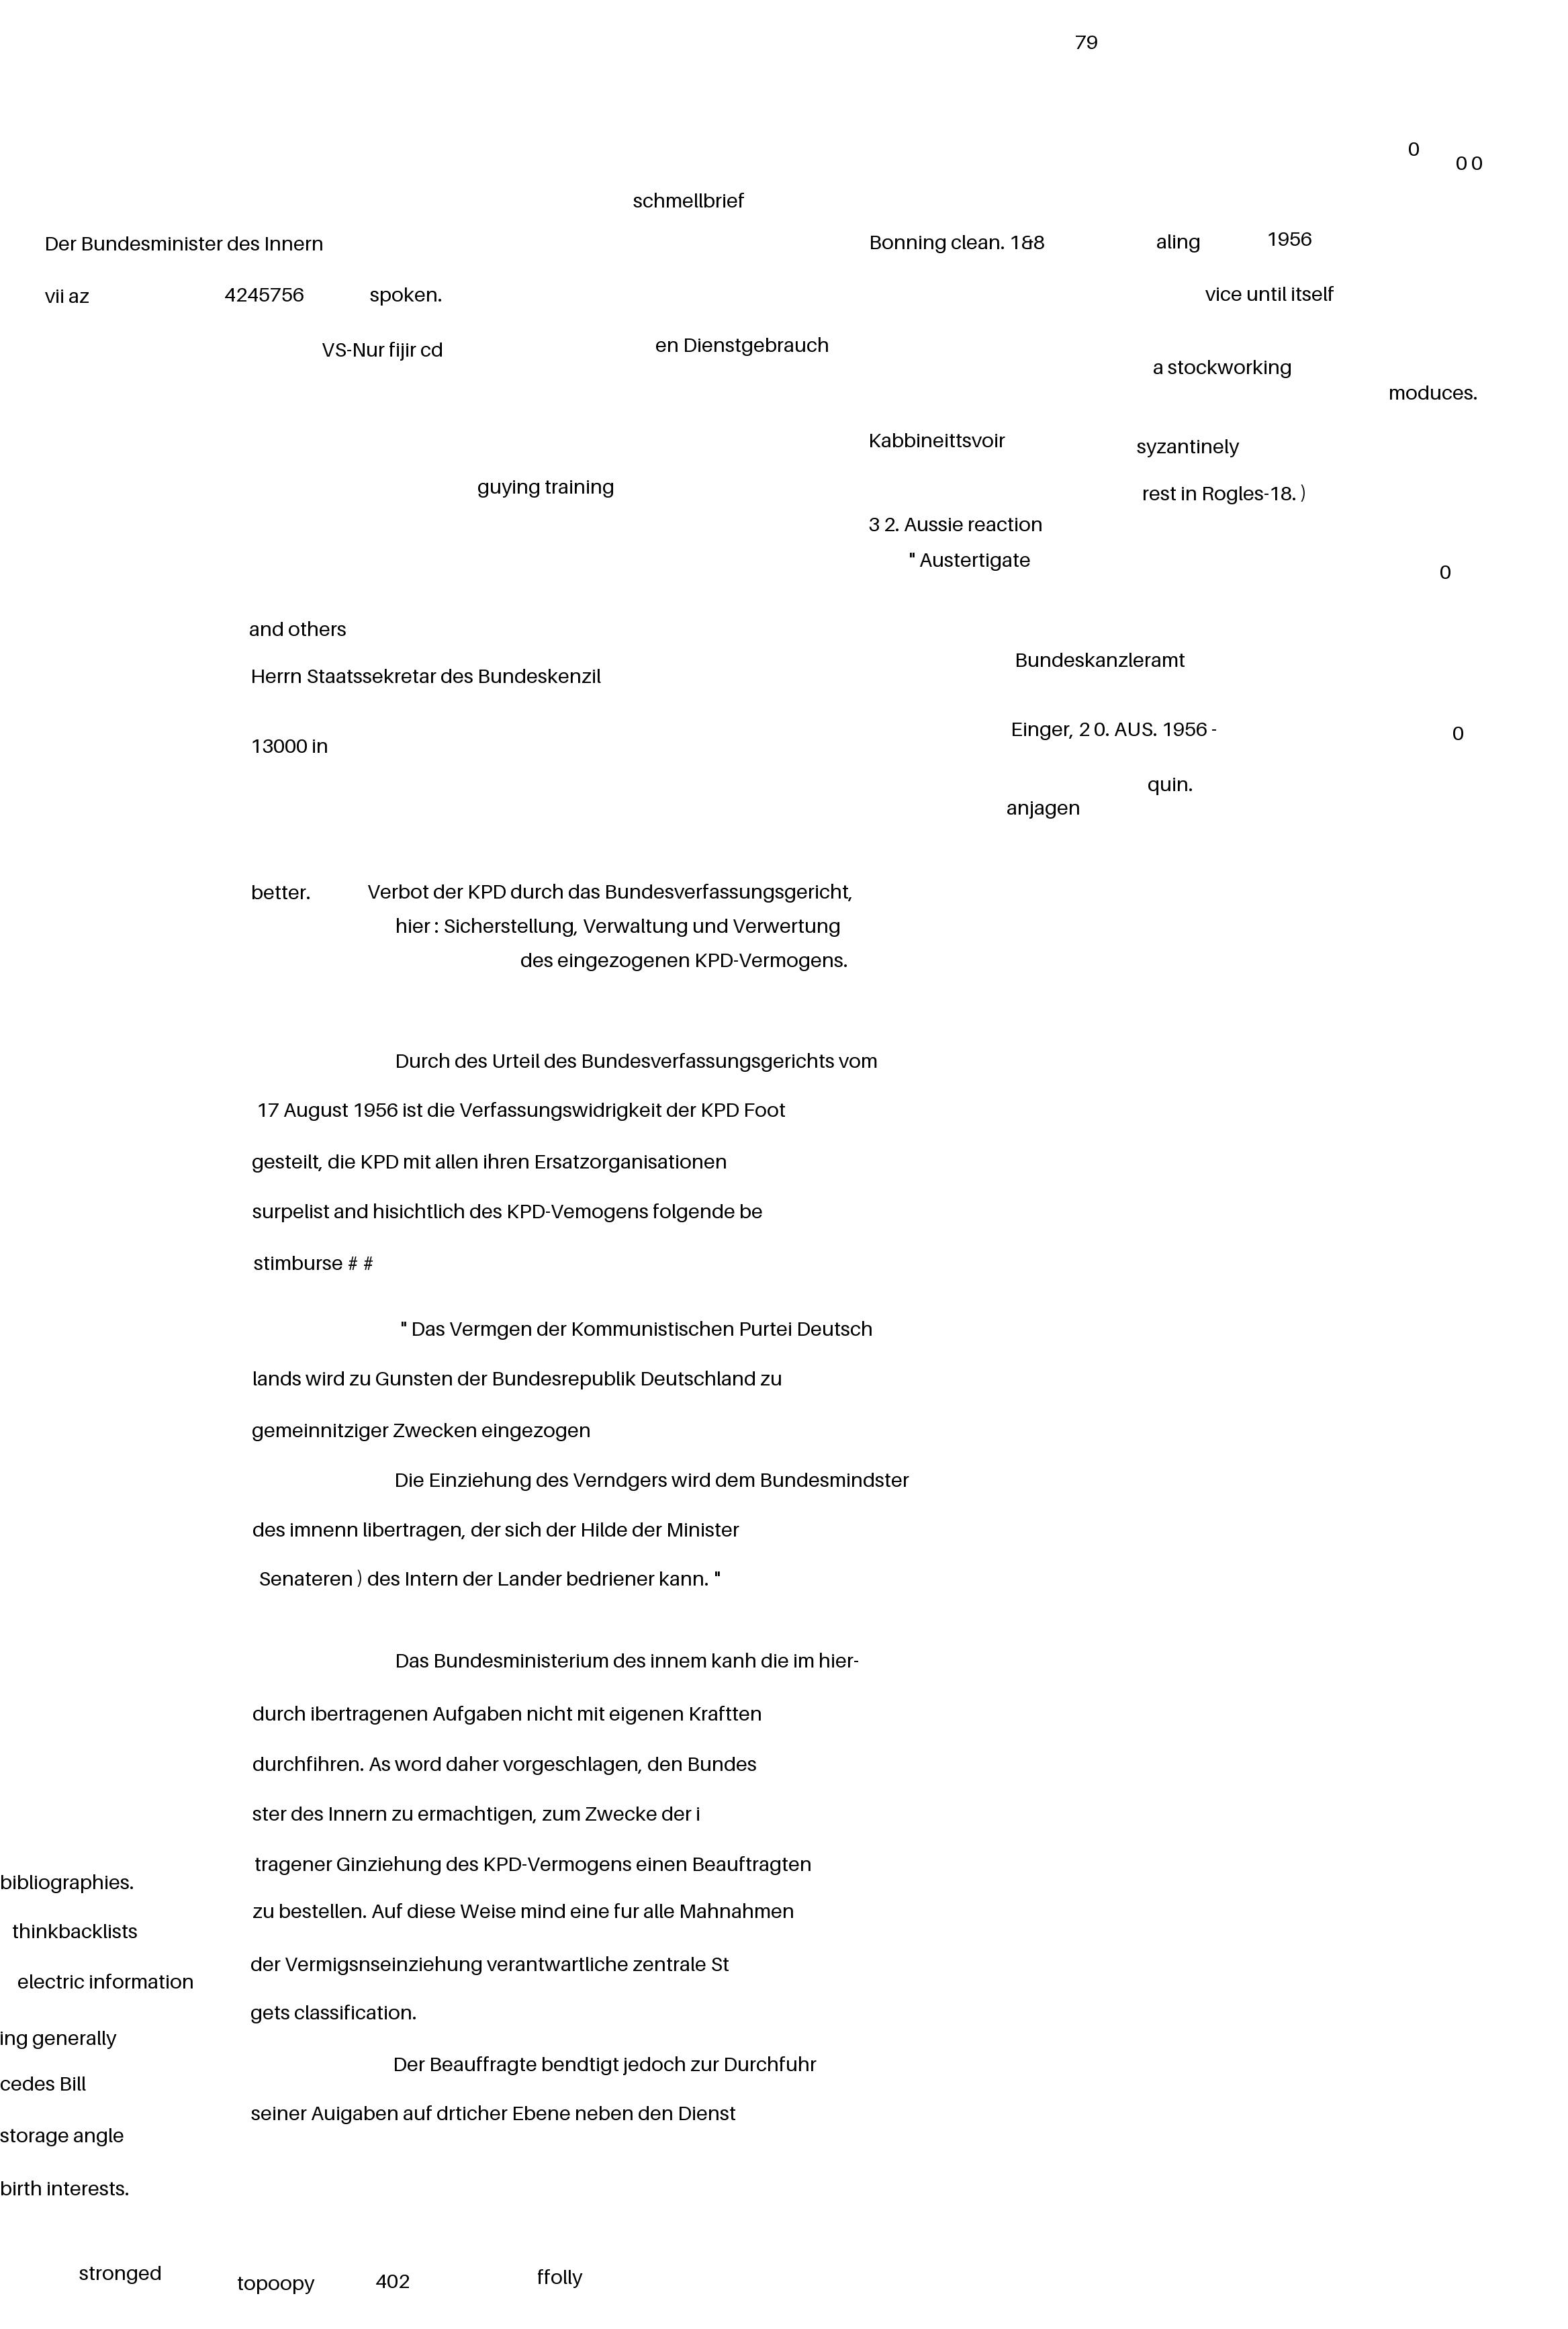 79
0
0 0
schmellbrief
Der Bundesminister des Innern
Bonning clean. 1&8 aling 1956
vii az 4245756 spoken.
vice until itself
VS-Nur fijir cd en Dienstgebrauch
a stockworking
moduces.
Kabbineittsvoir syzantinely
guying training
rest in Rogles-18. )
3 2. Aussie reaction
" Austertigate
0
and others
Bundeskanzleramt
Herrn Staatssekretar des Bundeskenzil
Einger, 2 0. AUS. 1956 -
0
13000 in
quin.
anjagen
better. Verbot der KPD durch das Bundesverfassungsgericht,
hier : Sicherstellung, Verwaltung und Verwertung
des eingezogenen KPD-Vermogens.
Durch des Urteil des Bundesverfassungsgerichts vom
17 August 1956 ist die Verfassungswidrigkeit der KPD Foot
gesteilt, die KPD mit allen ihren Ersatzorganisationen
surpelist and hisichtlich des KPD-Vemogens folgende be
stimburse # #
" Das Vermgen der Kommunistischen Purtei Deutsch
lands wird zu Gunsten der Bundesrepublik Deutschland zu
gemeinnitziger Zwecken eingezogen
Die Einziehung des Verndgers wird dem Bundesmindster
des imnenn libertragen, der sich der Hilde der Minister
Senateren ) des Intern der Lander bedriener kann. "
Das Bundesministerium des innem kanh die im hier-
durch ibertragenen Aufgaben nicht mit eigenen Kraftten
durchfihren. As word daher vorgeschlagen, den Bundes
ster des Innern zu ermachtigen, zum Zwecke der i
tragener Ginziehung des KPD-Vermogens einen Beauftragten
zu bestellen. Auf diese Weise mind eine fur alle Mahnahmen
der Vermigsnseinziehung verantwartliche zentrale St
gets classification.
Der Beauffragte bendtigt jedoch zur Durchfuhr
seiner Auigaben auf drticher Ebene neben den Dienst
bibliographies.
thinkbacklists
electric information
ing generally
cedes Bill
storage angle
birth interests.
stronged topoopy 402 ffolly